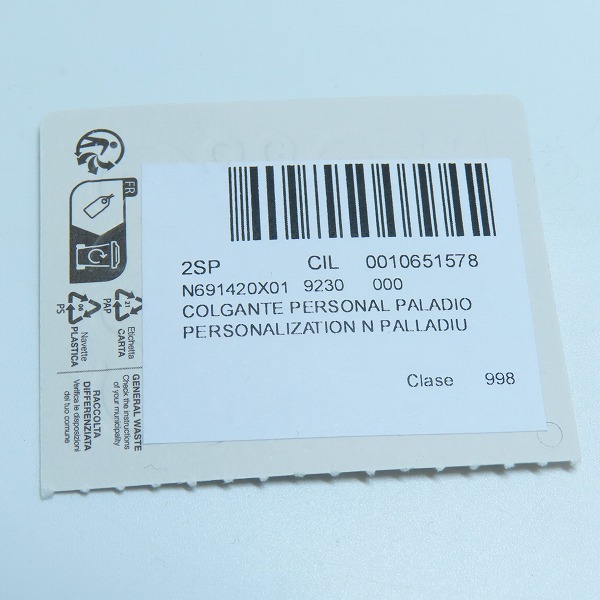 2SP CIL 0010651578
N691420X01 9230 000
COLGANTE PERSONAL PALADIO
PERSONALIZATION N PALLADIU
Clase 998
FR
21
PAP
Etichetta
CARTA
06
PS
Navette
PLASTICA
GENERAL WASTE
Check the instructions
of your municipality
RACCOLTA
DIFFERENZIATA
Verifica le disposizioni
del tuo comune